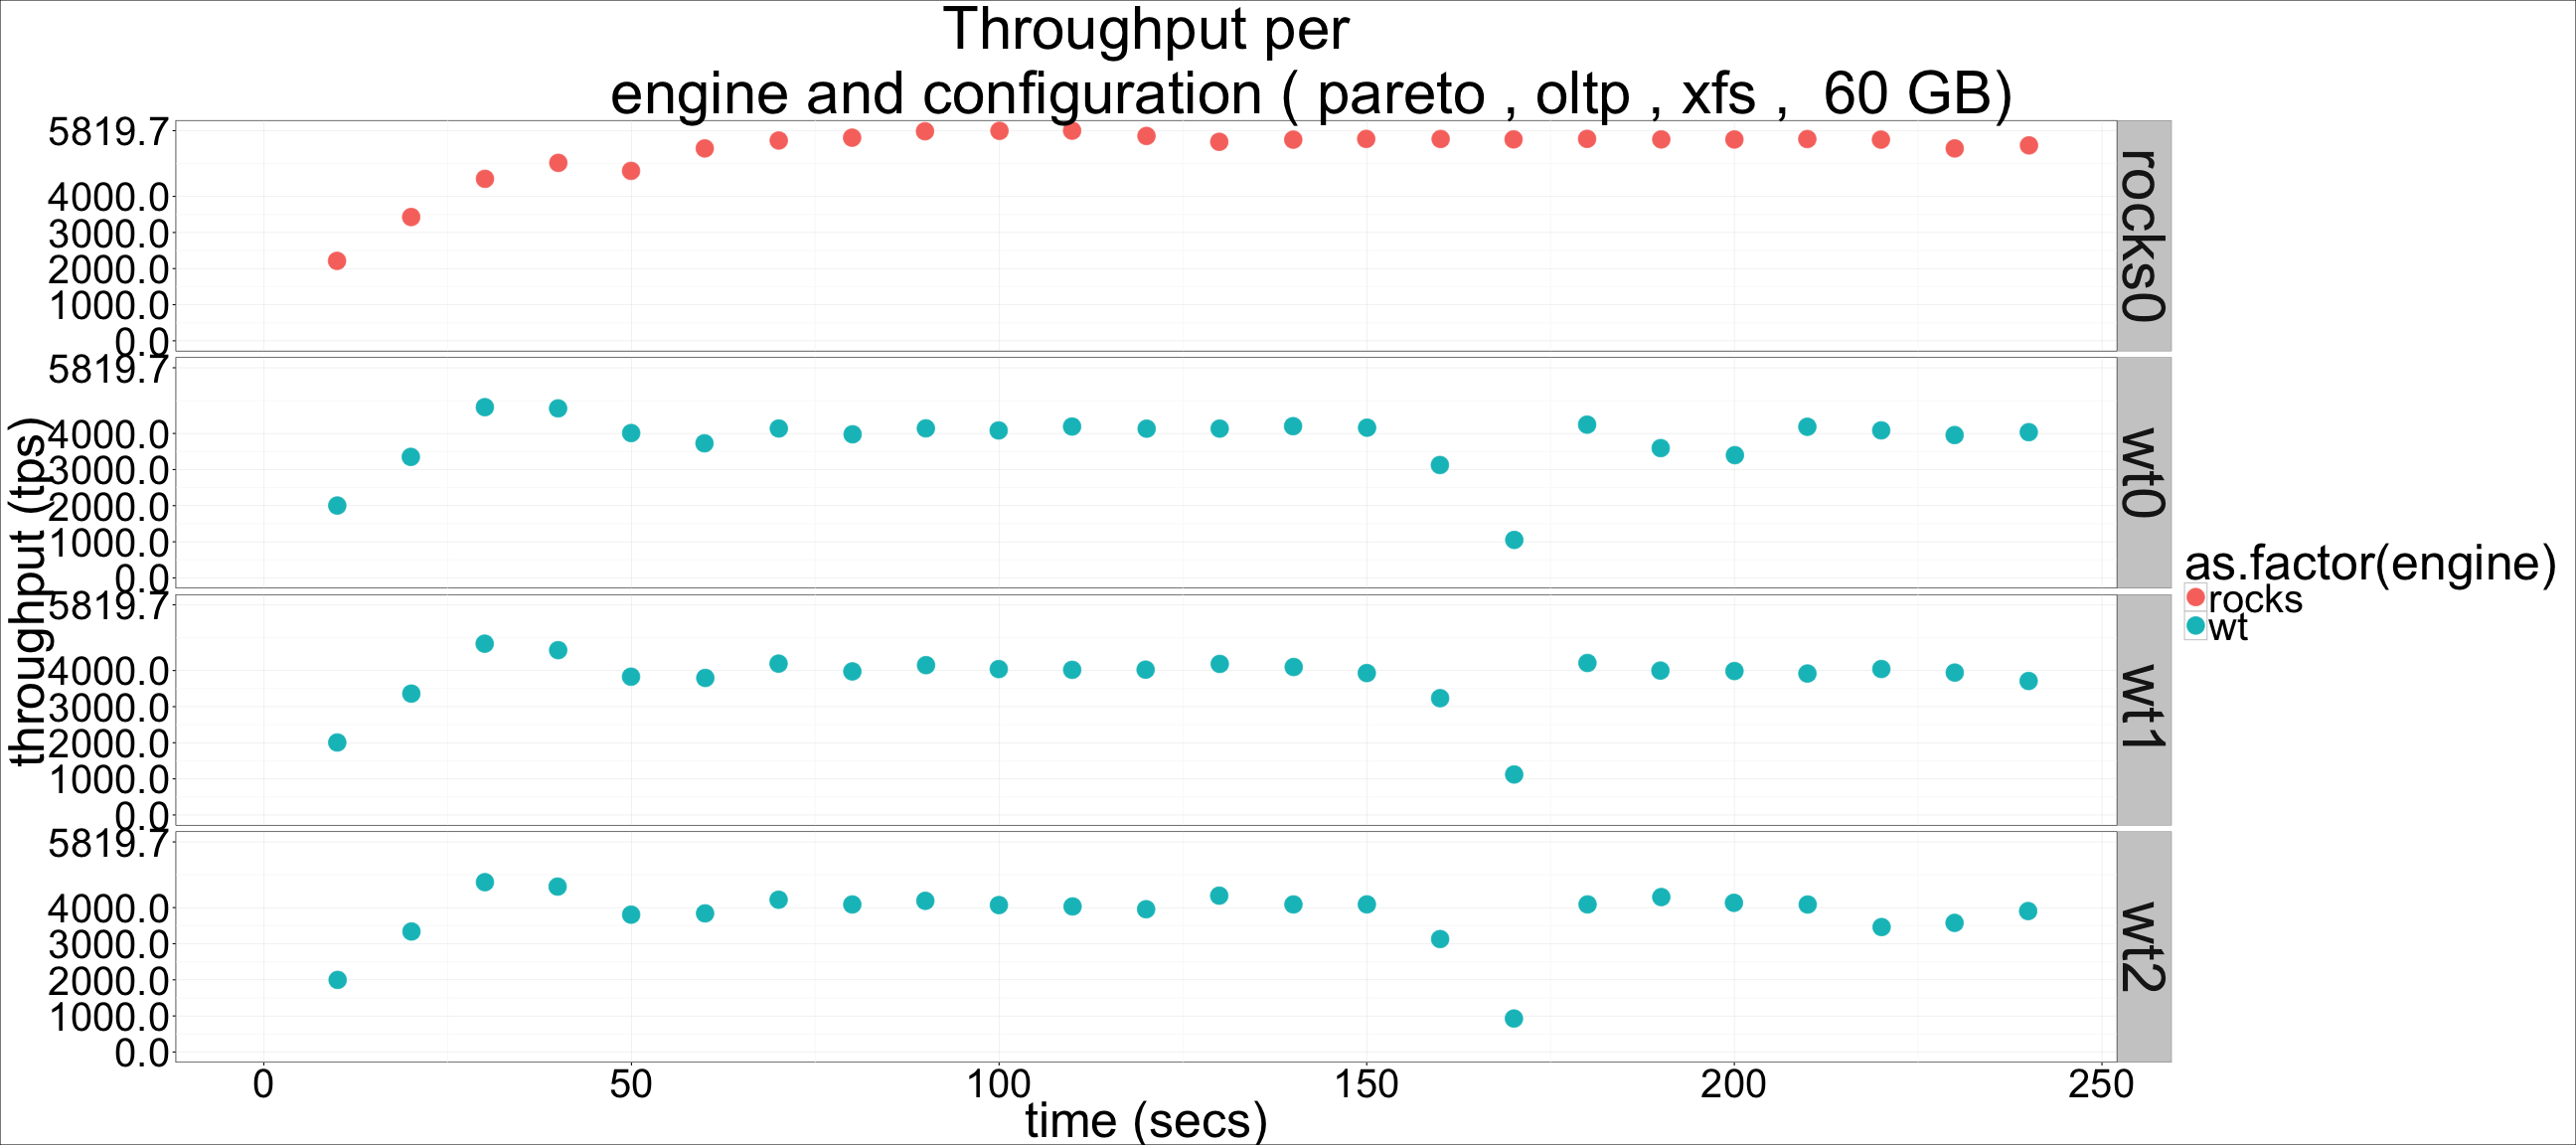 Throughput per
engine and configuration ( pareto , oltp , xfs ,  60 GB)
throughput (tps)
5819.7
4000.0
3000.0
2000.0
1000.0
0.0
rocks0
5819.7
4000.0
3000.0
2000.0
1000.0
0.0
wt0
5819.7
4000.0
3000.0
2000.0
1000.0
0.0
wt1
5819.7
4000.0
3000.0
2000.0
1000.0
0.0
wt2
0 50 100 150 200 250
time (secs)
as.factor(engine)
rocks
wt